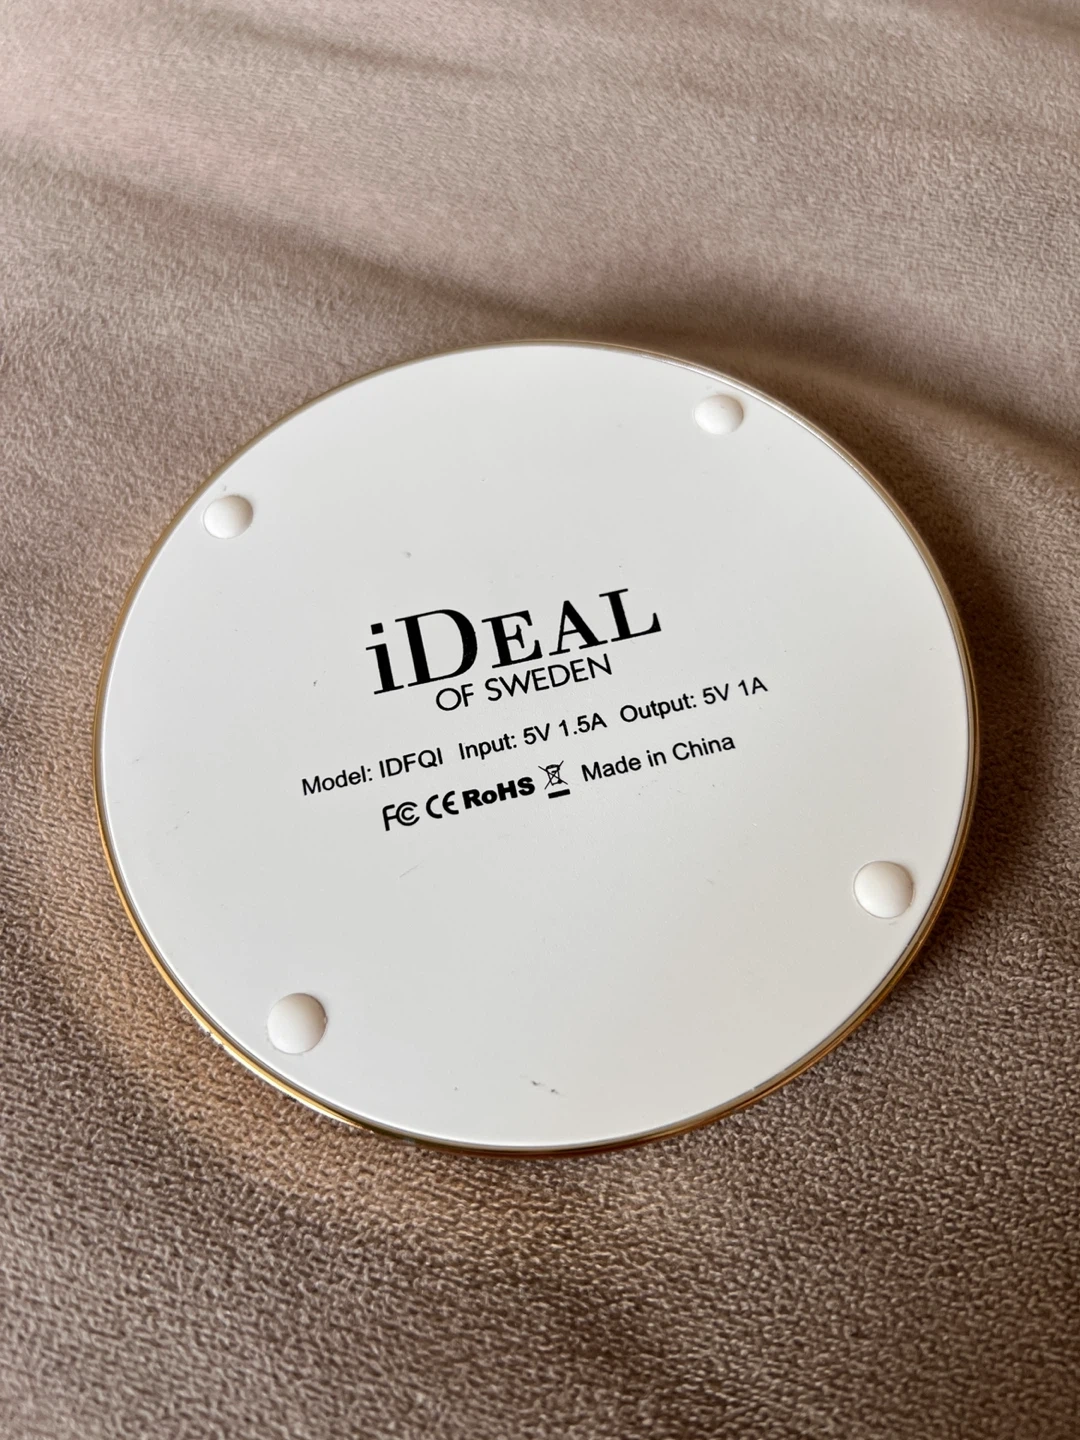 iDEAL
OF SWEDEN
Model: IDFQI Input: 5V 1.5A Output: 5V 1A
FC CE RoHS Made in China